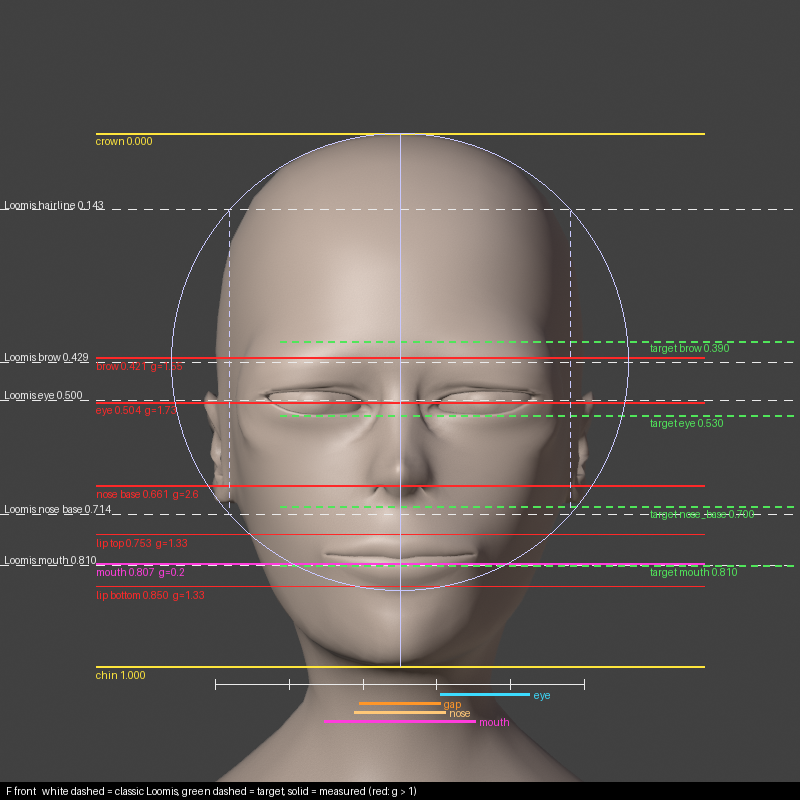 crown 0.000
Loomis hairline 0.143
target brow 0.390
Loomis brow 0.429
brow 0.421 g=1.55
Loomis eye 0.500
eye 0.504 g=1.73
target eye 0.530
nose base 0.661 g=2.6
Loomis nose base 0.714
target nose_base 0.700
lip top 0.753 g=1.33
Loomis mouth 0.810
mouth 0.807 g=0.2
target mouth 0.810
lip bottom 0.850 g=1.33
chin 1.000
eye
gap
nose
mouth
F front white dashed = classic Loomis, green dashed = target, solid = measured (red: g > 1)